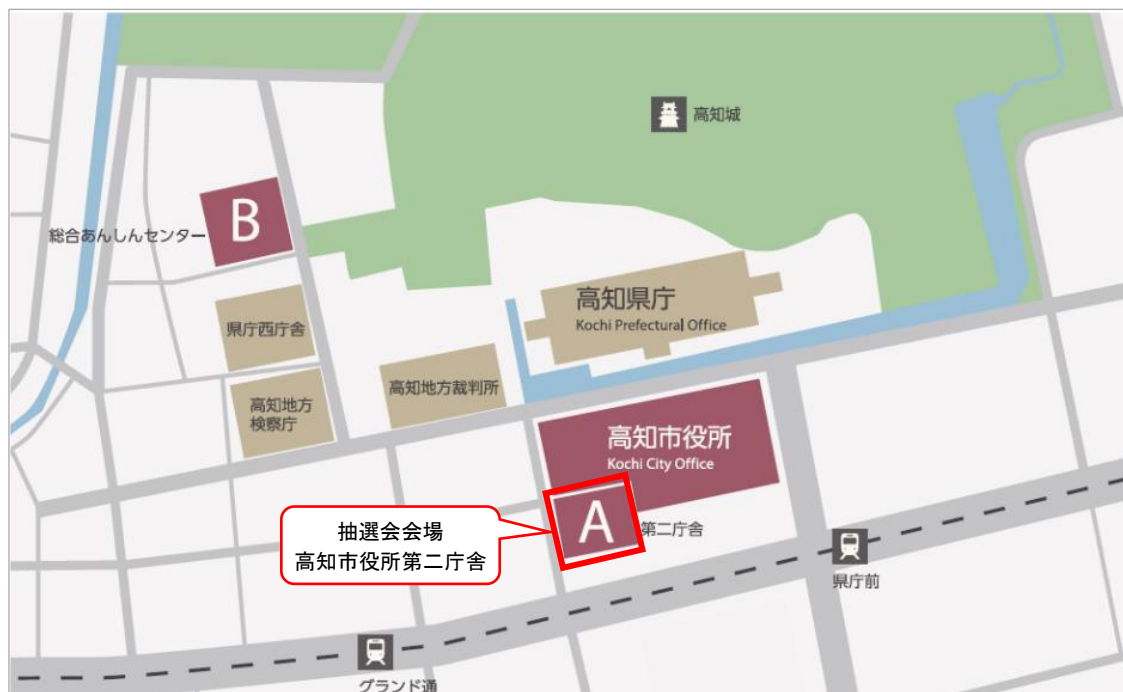 高知城
B
総合あんしんセンター
高知県庁
Kochi Prefectural Office
県庁西庁舎
高知地方裁判所
高知地方
検察庁
高知市役所
Kochi City Office
A
第二庁舎
抽選会会場
高知市役所第二庁舎
県庁前
グランド通